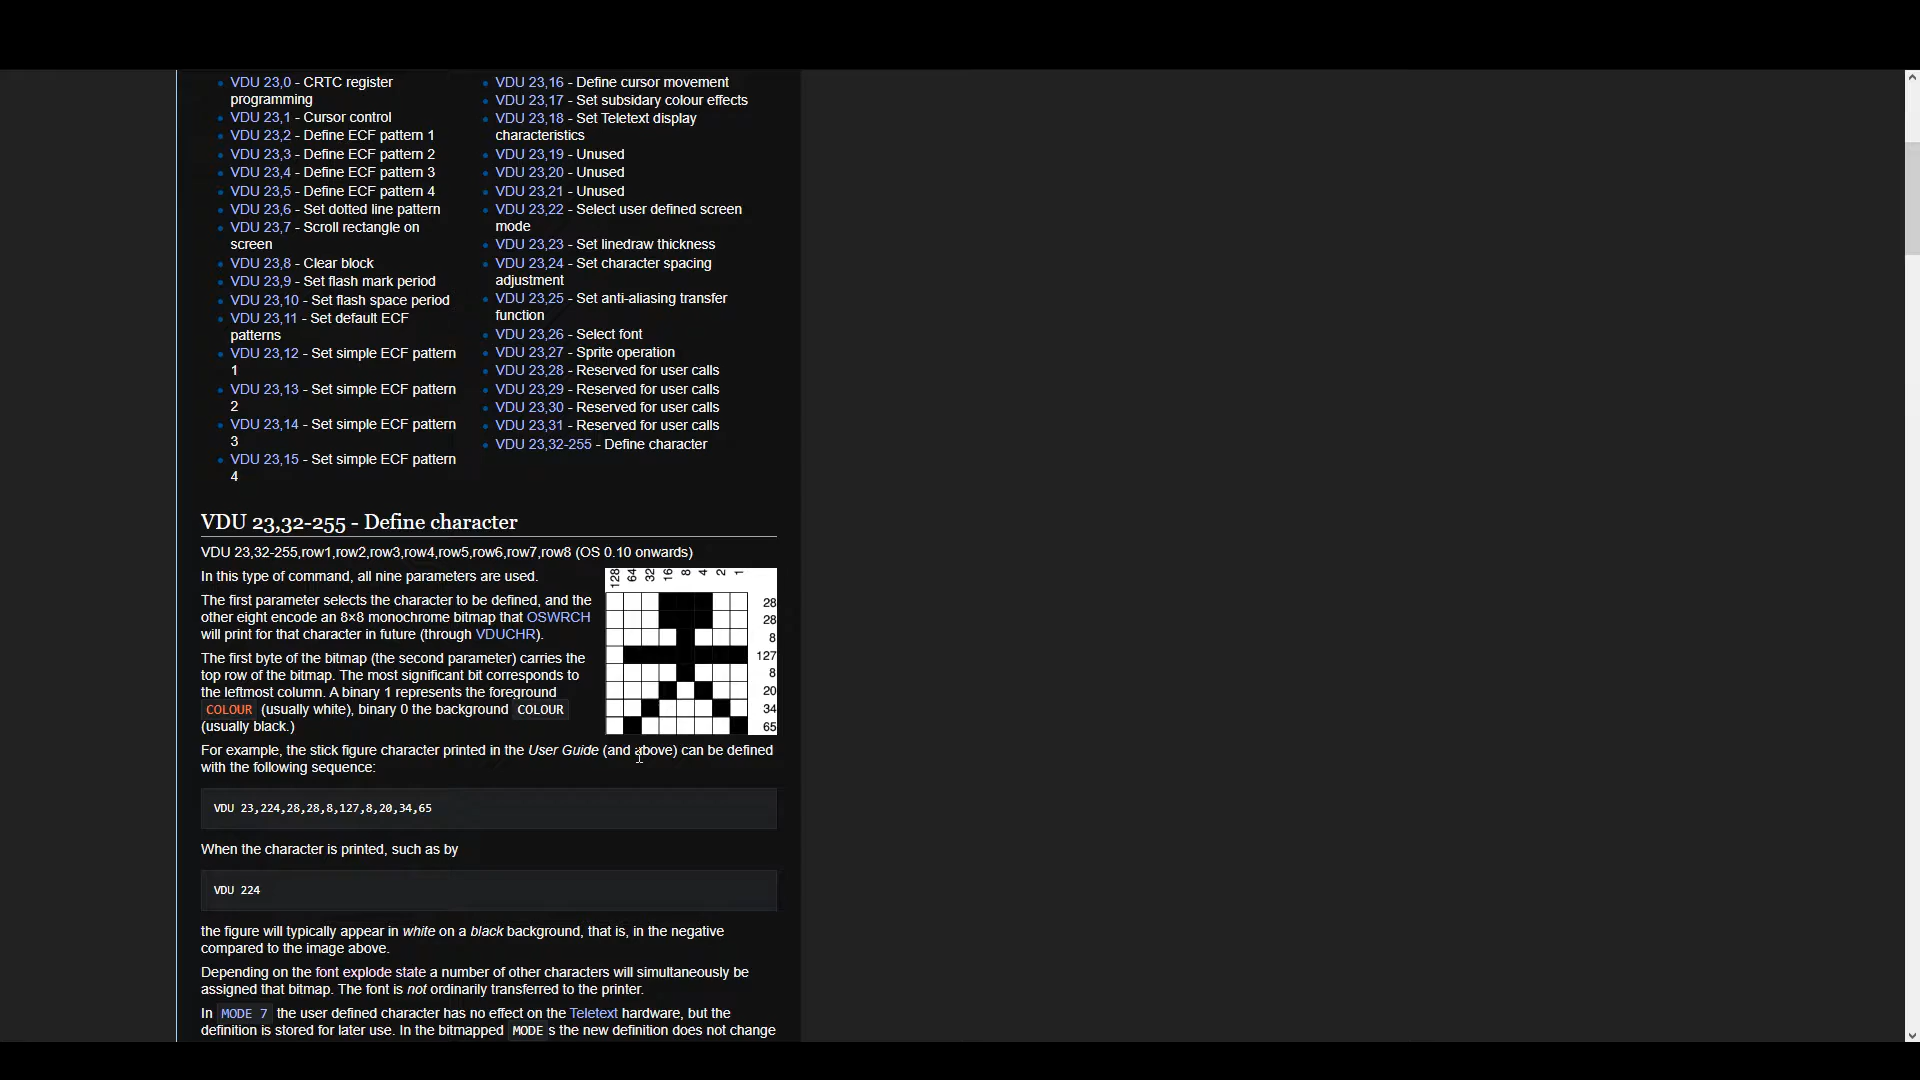 VDU 23,0 - CRTC register
programming
VDU 23,1 - Cursor control
VDU 23,2 - Define ECF pattern 1
VDU 23,3 - Define ECF pattern 2
VDU 23,4 - Define ECF pattern 3
VDU 23,5 - Define ECF pattern 4
VDU 23,6 - Set dotted line pattern
VDU 23,7 - Scroll rectangle on
screen
VDU 23,8 - Clear block
VDU 23,9 - Set flash mark period
VDU 23,10 - Set flash space period
VDU 23,11 - Set default ECF
patterns
VDU 23,12 - Set simple ECF pattern
1
VDU 23,13 - Set simple ECF pattern
2
VDU 23,14 - Set simple ECF pattern
3
VDU 23,15 - Set simple ECF pattern
4
VDU 23,16 - Define cursor movement
VDU 23,17 - Set subsidary colour effects
VDU 23,18 - Set Teletext display
characteristics
VDU 23,19 - Unused
VDU 23,20 - Unused
VDU 23,21 - Unused
VDU 23,22 - Select user defined screen
mode
VDU 23,23 - Set linedraw thickness
VDU 23,24 - Set character spacing
adjustment
VDU 23,25 - Set anti-aliasing transfer
function
VDU 23,26 - Select font
VDU 23,27 - Sprite operation
VDU 23,28 - Reserved for user calls
VDU 23,29 - Reserved for user calls
VDU 23,30 - Reserved for user calls
VDU 23,31 - Reserved for user calls
VDU 23,32-255 - Define character
VDU 23,32-255 - Define character
VDU 23,32-255,row1,row2,row3,row4,row5,row6,row7,row8 (OS 0.10 onwards)
In this type of command, all nine parameters are used.
The first parameter selects the character to be defined, and the
other eight encode an 8×8 monochrome bitmap that OSWRCH
will print for that character in future (through VDUCHR).
The first byte of the bitmap (the second parameter) carries the
top row of the bitmap. The most significant bit corresponds to
the leftmost column. A binary 1 represents the foreground
COLOUR (usually white), binary 0 the background COLOUR
(usually black.)
128 64 32 16 8 4 2 1
28
28
8
127
8
20
34
65
For example, the stick figure character printed in the User Guide (and above) can be defined
with the following sequence:
VDU 23,224,28,28,8,127,8,20,34,65
When the character is printed, such as by
VDU 224
the figure will typically appear in white on a black background, that is, in the negative
compared to the image above.
Depending on the font explode state a number of other characters will simultaneously be
assigned that bitmap. The font is not ordinarily transferred to the printer.
In MODE 7 the user defined character has no effect on the Teletext hardware, but the
definition is stored for later use. In the bitmapped MODE s the new definition does not change